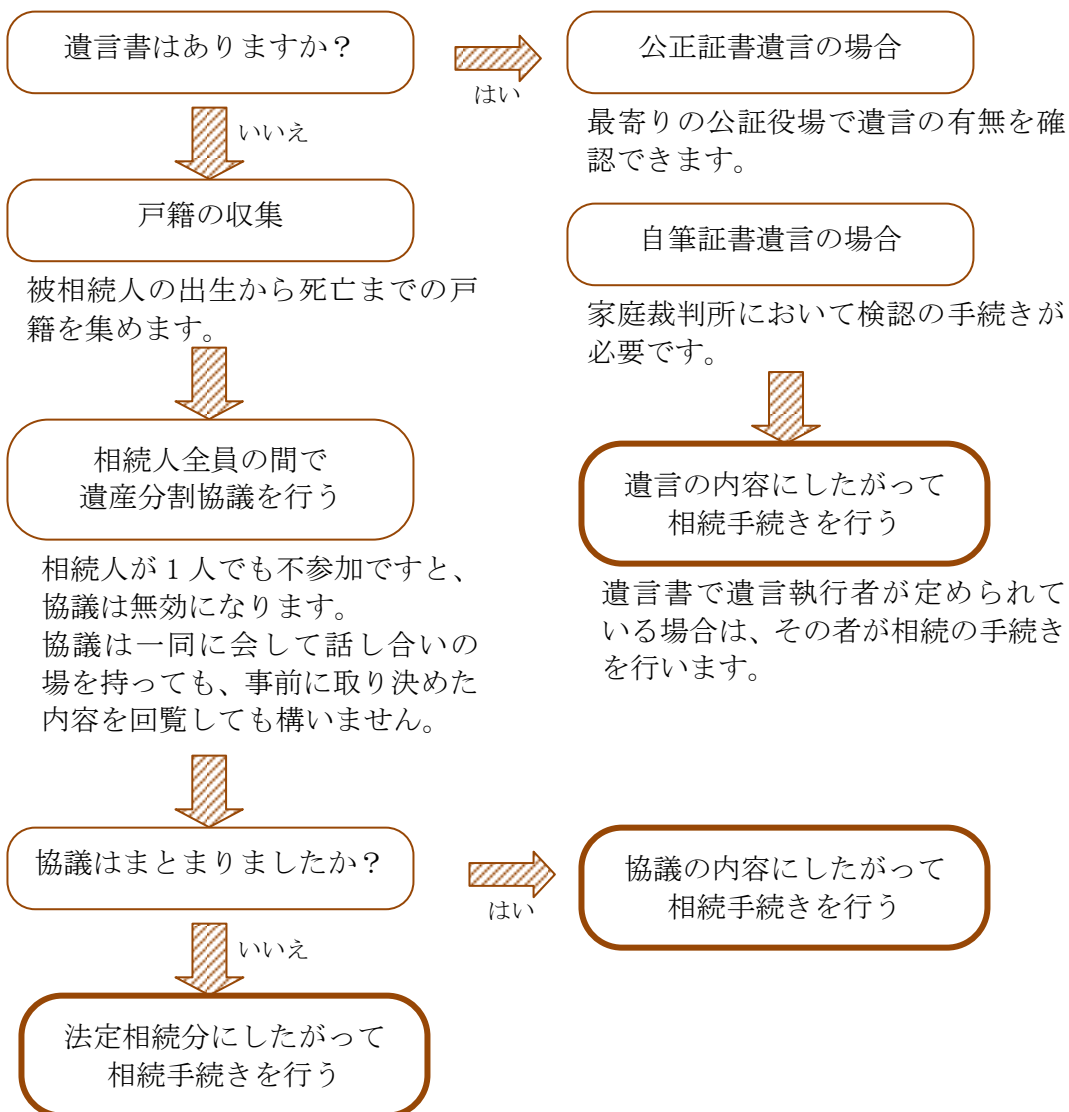 遺言書はありますか？
はい
公正証書遺言の場合
最寄りの公証役場で遺言の有無を確
認できます。
自筆証書遺言の場合
家庭裁判所において検認の手続きが
必要です。
遺言の内容にしたがって
相続手続きを行う
遺言書で遺言執行者が定められて
いる場合は、その者が相続の手続き
を行います。
いいえ
戸籍の収集
被相続人の出生から死亡までの戸
籍を集めます。
相続人全員の間で
遺産分割協議を行う
相続人が１人でも不参加ですと、
協議は無効になります。
協議は一同に会して話し合いの
場を持っても、事前に取り決めた
内容を回覧しても構いません。
協議はまとまりましたか？
はい
協議の内容にしたがって
相続手続きを行う
いいえ
法定相続分にしたがって
相続手続きを行う